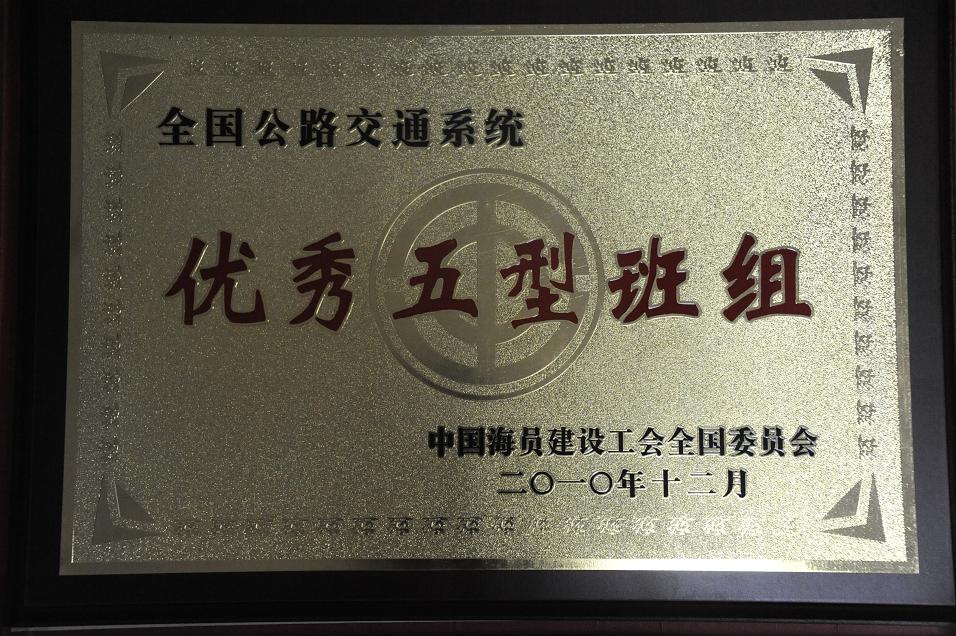 全国公路交通系统
优秀五型班组
中国海员建设工会全国委员会
二〇一〇年十二月